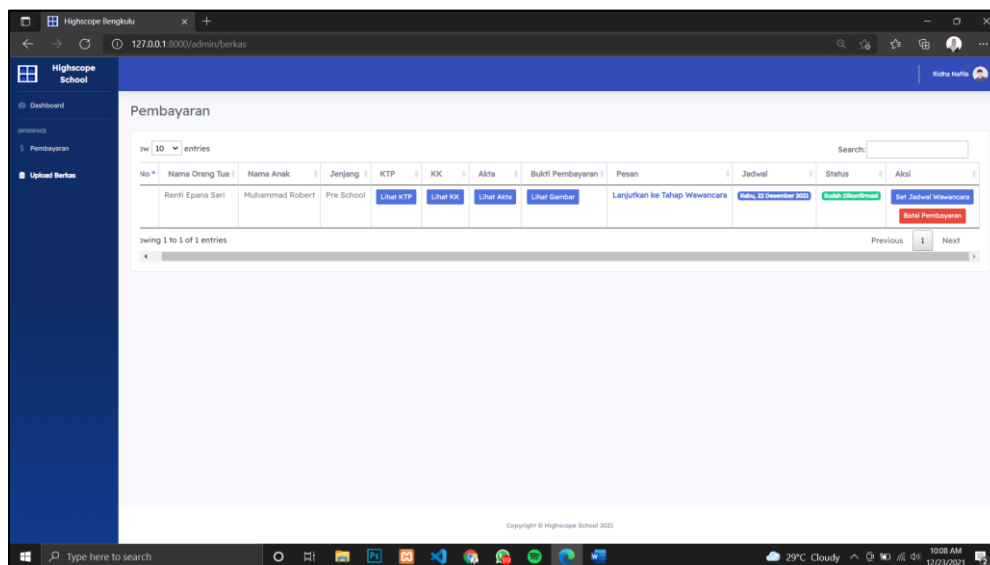 Highscope Bengkulu
127.0.0.1:8000/admin/berkas
Highscope
School
Ridha Nafila
Dashboard
INTERFACE
Pembayaran
Upload Berkas
Pembayaran
ow 10 entries
Search:
No Nama Orang Tua Nama Anak Jenjang KTP KK Akta Bukti Pembayaran Pesan Jadwal Status Aksi
Renti Epana Sari Muhammad Robert Pre School Lihat KTP Lihat KK Lihat Akta Lihat Gambar Lanjutkan ke Tahap Wawancara Rabu, 22 Desember 2021 Sudah Dikonfirmasi Set Jadwal Wawancara
Batal Pembayaran
owing 1 to 1 of 1 entries
Previous 1 Next
Copyright © Highscope School 2021
Type here to search
Ps
W
29°C Cloudy
10:08 AM
12/23/2021
2